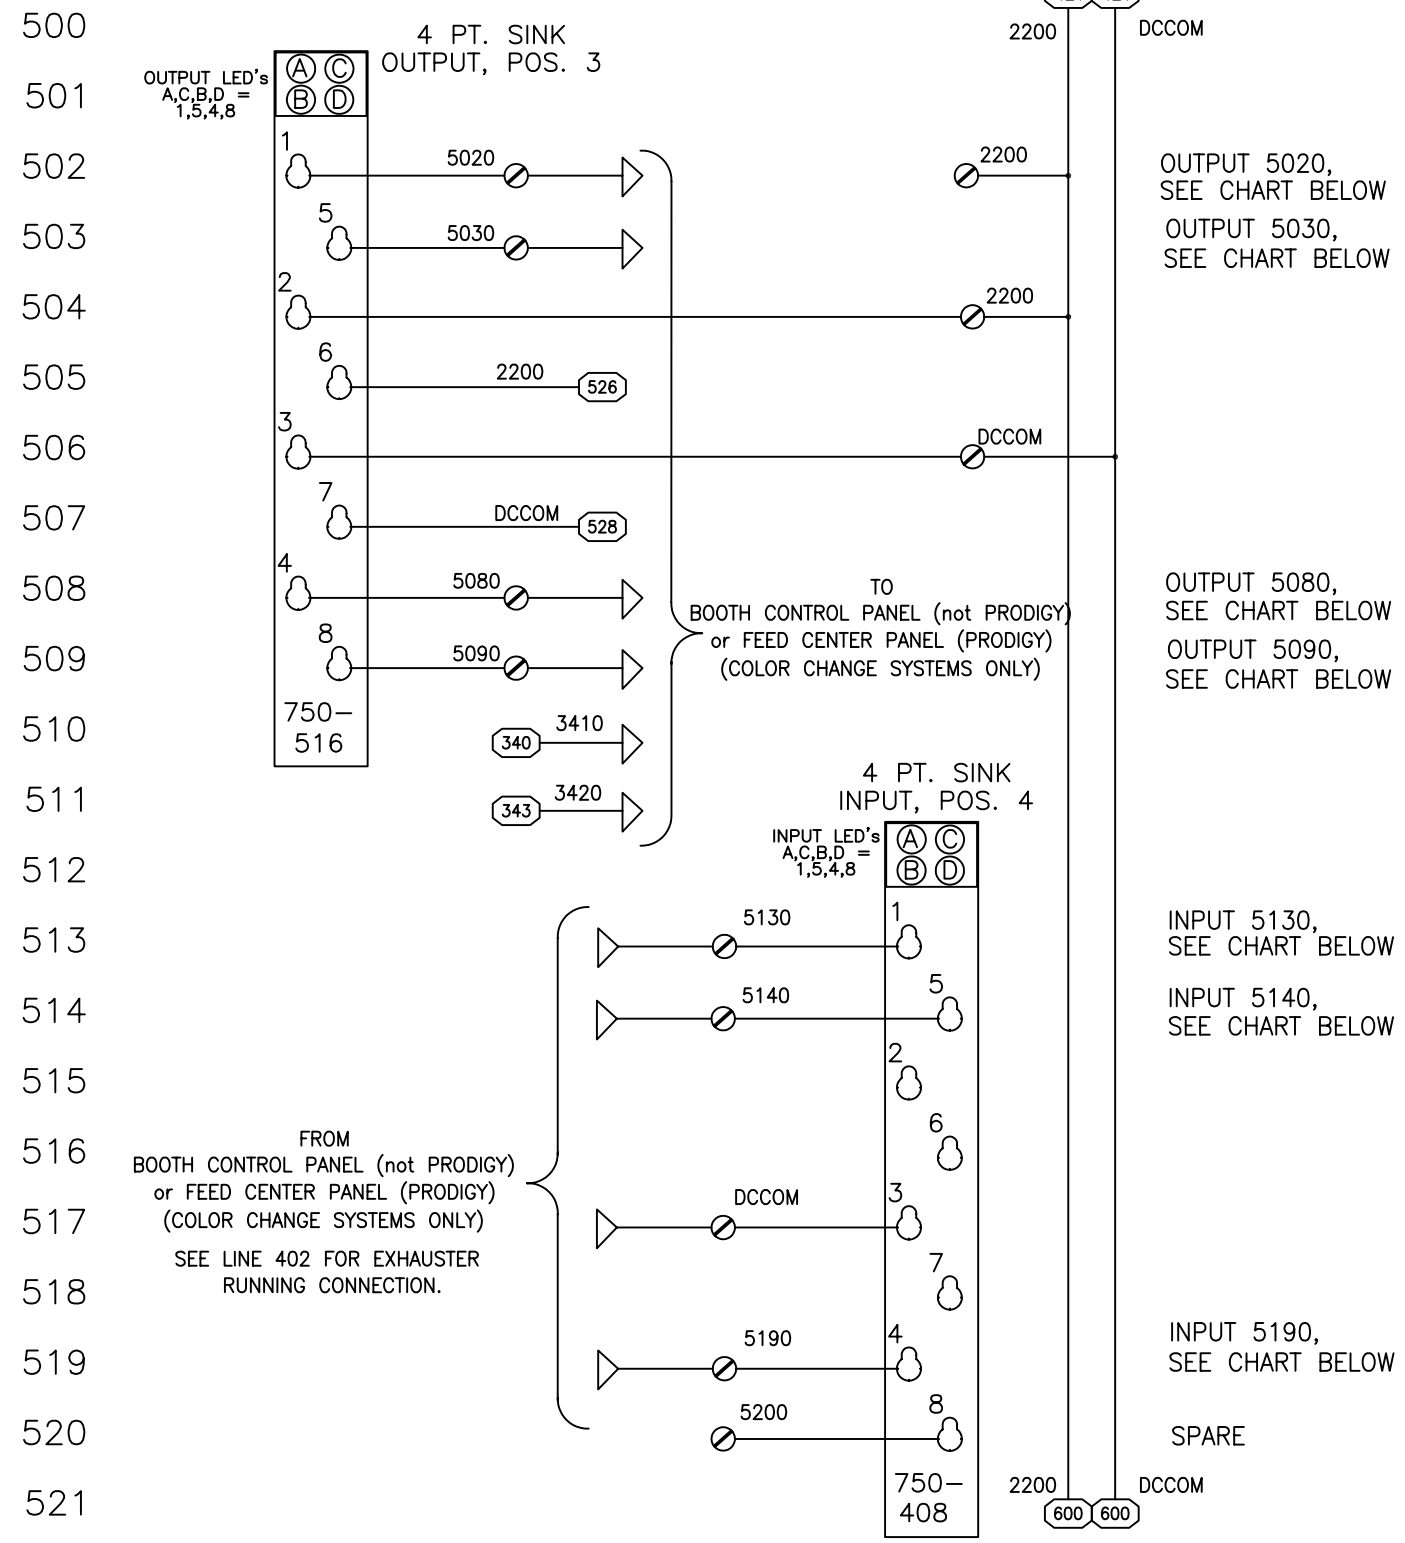 500
4 PT. SINK
OUTPUT, POS. 3
2200
DCCOM
OUTPUT LED's
A,C,B,D =
1,5,4,8
A C
B D
501
502
1
5020
2200
OUTPUT 5020,
SEE CHART BELOW
503
5
5030
OUTPUT 5030,
SEE CHART BELOW
504
2
2200
505
6
2200
526
506
3
DCCOM
507
7
DCCOM
528
508
4
5080
OUTPUT 5080,
SEE CHART BELOW
TO
BOOTH CONTROL PANEL (not PRODIGY)
or FEED CENTER PANEL (PRODIGY)
(COLOR CHANGE SYSTEMS ONLY)
509
8
5090
OUTPUT 5090,
SEE CHART BELOW
510
750-
516
340
3410
511
343
3420
4 PT. SINK
INPUT, POS. 4
INPUT LED's
A,C,B,D =
1,5,4,8
A C
B D
512
513
5130
1
INPUT 5130,
SEE CHART BELOW
514
5140
5
INPUT 5140,
SEE CHART BELOW
515
2
516
6
FROM
BOOTH CONTROL PANEL (not PRODIGY)
or FEED CENTER PANEL (PRODIGY)
(COLOR CHANGE SYSTEMS ONLY)
SEE LINE 402 FOR EXHAUSTER
RUNNING CONNECTION.
517
DCCOM
3
518
7
519
5190
4
INPUT 5190,
SEE CHART BELOW
520
5200
8
SPARE
521
750-
408
2200
DCCOM
600
600